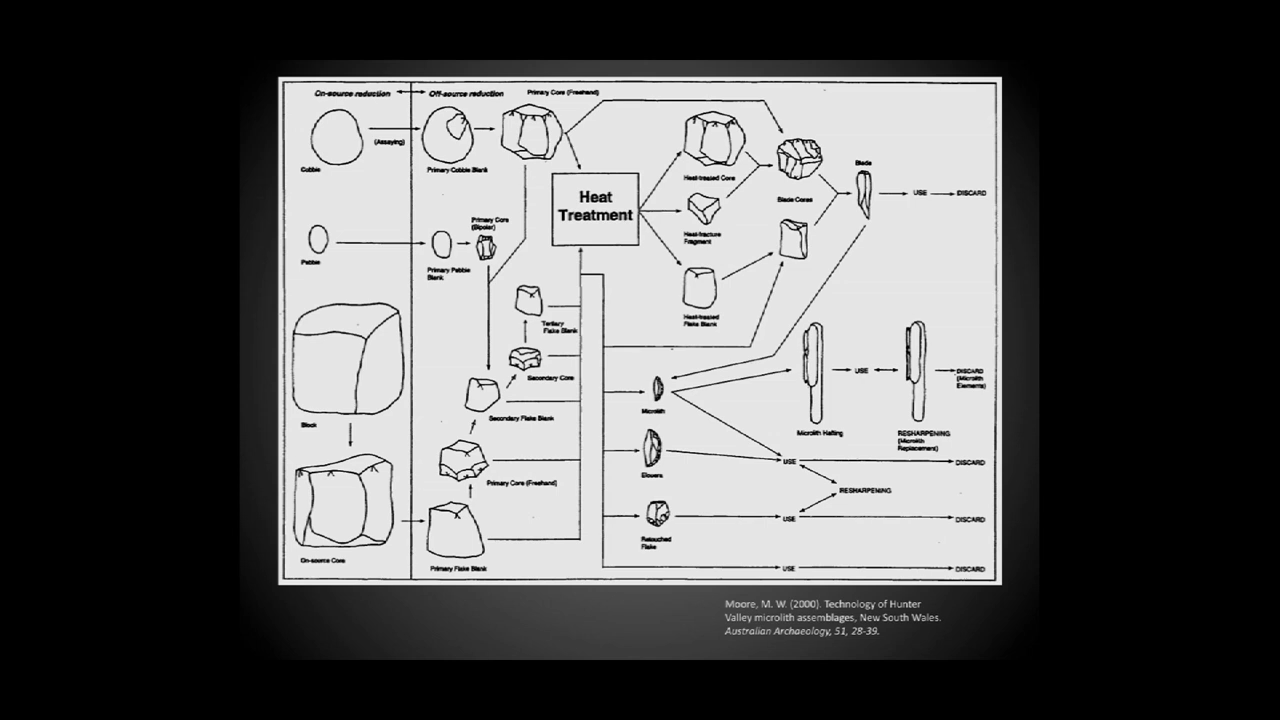 On-source reduction
Off-source reduction
Primary Core (Freehand)
Cobble
(Assaying)
Primary Cobble Blank
Heat
Treatment
Heat-treated Core
Heat-fracture
Fragment
Heat-treated
Flake Blank
Blade Cores
Blade
USE
DISCARD
Pebble
Primary Pebble
Blank
Primary Core
(Bipolar)
Tertiary
Flake Blank
Secondary Core
Secondary Flake Blank
Primary Core (Freehand)
Primary Flake Blank
Block
On-source Core
Microlith
Elouera
Retouched
Flake
Microlith Hafting
USE
RESHARPENING
(Microlith
Replacement)
DISCARD
(Microlith
Elements)
USE
DISCARD
RESHARPENING
USE
DISCARD
USE
DISCARD
Moore, M. W. (2000). Technology of Hunter
Valley microlith assemblages, New South Wales.
Australian Archaeology, 51, 28-39.